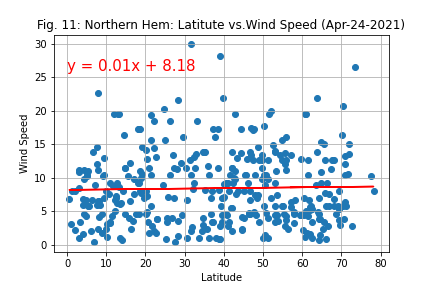 Fig. 11: Northern Hem: Latitute vs.Wind Speed (Apr-24-2021)
y = 0.01x + 8.18
30
25
20
15
10
5
0
Wind Speed
0 10 20 30 40 50 60 70 80
Latitude